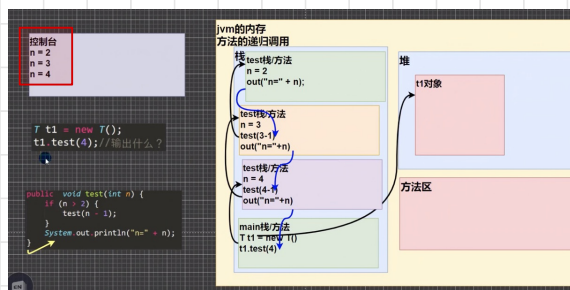 控制台
n = 2
n = 3
n = 4
T t1 = new T();
t1.test(4);//输出什么？
public void test(int n) {
if (n > 2) {
test(n - 1);
}
System.out.println("n=" + n);
}
jvm的内存
方法的递归调用
栈
test栈/方法
n = 2
out("n=" + n);
test栈/方法
n = 3
test(3-1)
out("n="+n)
test栈/方法
n = 4
test(4-1)
out("n="+n)
main栈/方法
T t1 = new T()
t1.test(4)
堆
t1对象
方法区